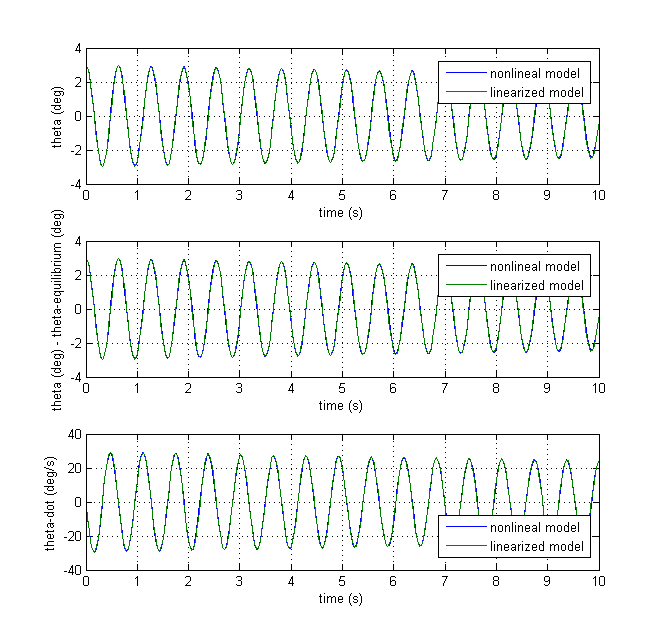 4
2
0
-2
-4
theta (deg)
nonlineal model
linearized model
0 1 2 3 4 5 6 7 8 9 10
time (s)
4
2
0
-2
-4
theta (deg) - theta-equilibrium (deg)
nonlineal model
linearized model
0 1 2 3 4 5 6 7 8 9 10
time (s)
40
20
0
-20
-40
theta-dot (deg/s)
nonlineal model
linearized model
0 1 2 3 4 5 6 7 8 9 10
time (s)